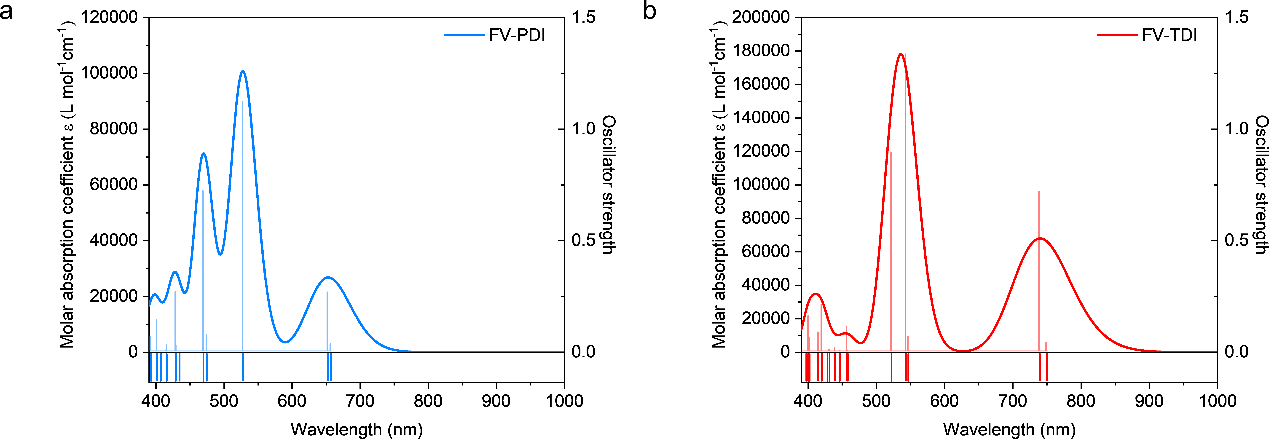 a
FV-PDI
Molar absorption coefficient ε (L mol⁻¹cm⁻¹)
120000
100000
80000
60000
40000
20000
0
1.5
1.0
0.5
0.0
Oscillator strength
400 500 600 700 800 900 1000
Wavelength (nm)
b
FV-TDI
Molar absorption coefficient ε (L mol⁻¹cm⁻¹)
200000
180000
160000
140000
120000
100000
80000
60000
40000
20000
0
1.5
1.0
0.5
0.0
Oscillator strength
400 500 600 700 800 900 1000
Wavelength (nm)